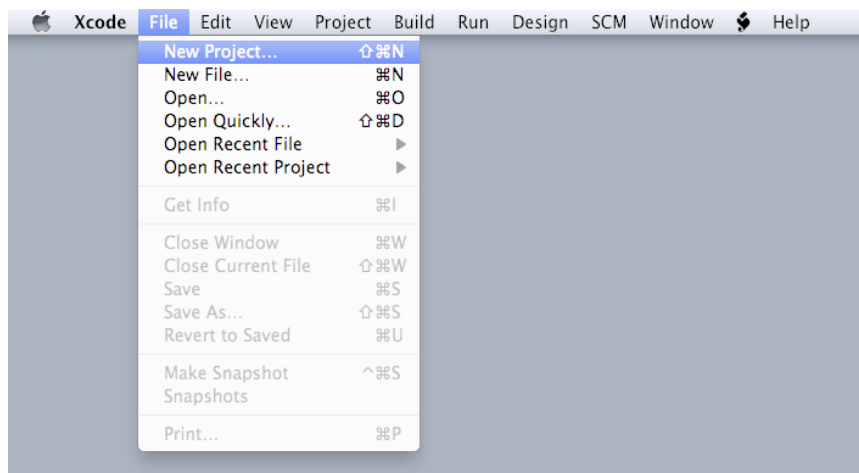 Xcode File Edit View Project Build Run Design SCM Window Help
New Project... ⇧⌘N
New File... ⌘N
Open... ⌘O
Open Quickly... ⇧⌘D
Open Recent File ▶
Open Recent Project ▶
Get Info ⌘I
Close Window ⌘W
Close Current File ⇧⌘W
Save ⌘S
Save As... ⇧⌘S
Revert to Saved ⌘U
Make Snapshot ^⌘S
Snapshots
Print... ⌘P